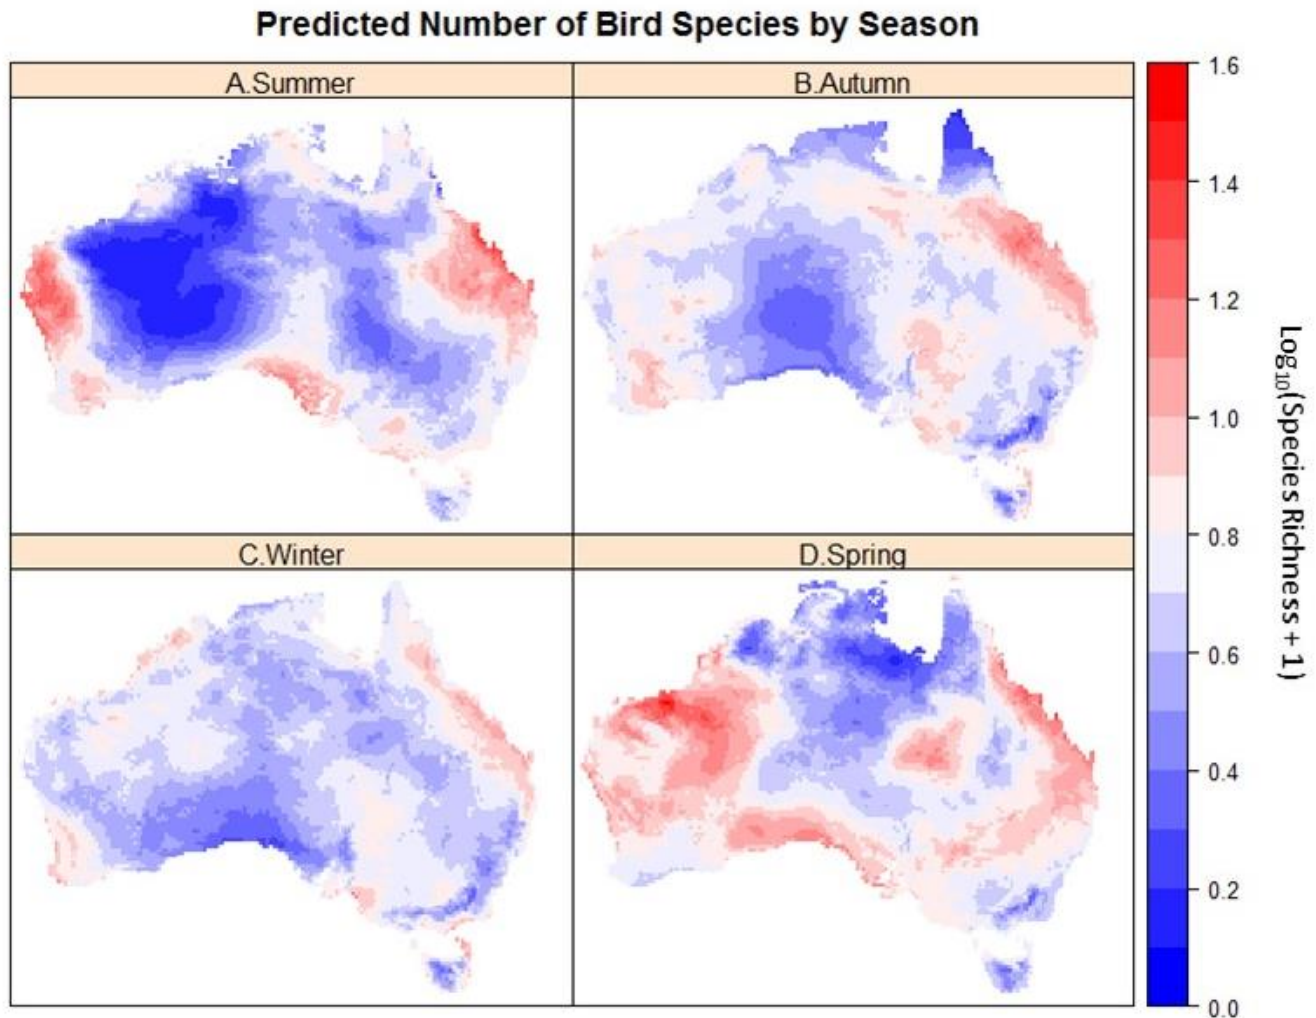 Predicted Number of Bird Species by Season
A.Summer
B.Autumn
C.Winter
D.Spring
1.6
1.4
1.2
1.0
0.8
0.6
0.4
0.2
0.0
Log₁₀(Species Richness + 1)